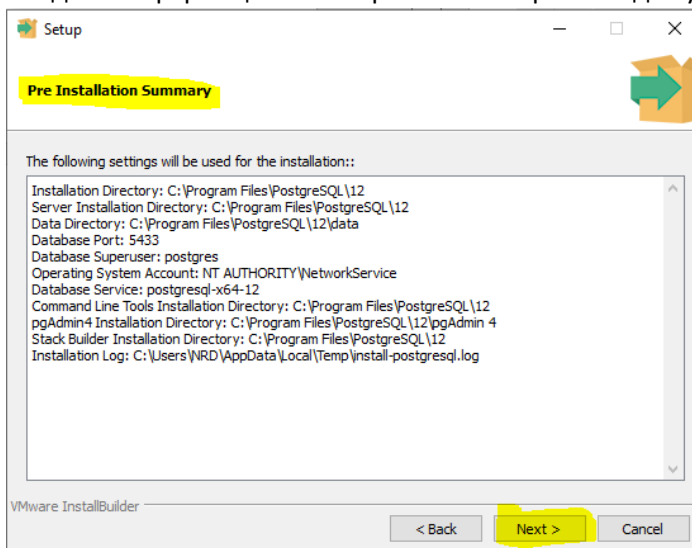 Setup
Pre Installation Summary
The following settings will be used for the installation::
Installation Directory: C:\Program Files\PostgreSQL\12
Server Installation Directory: C:\Program Files\PostgreSQL\12
Data Directory: C:\Program Files\PostgreSQL\12\data
Database Port: 5433
Database Superuser: postgres
Operating System Account: NT AUTHORITY\NetworkService
Database Service: postgresql-x64-12
Command Line Tools Installation Directory: C:\Program Files\PostgreSQL\12
pgAdmin4 Installation Directory: C:\Program Files\PostgreSQL\12\pgAdmin 4
Stack Builder Installation Directory: C:\Program Files\PostgreSQL\12
Installation Log: C:\Users\NRD\AppData\Local\Temp\install-postgresql.log
VMware InstallBuilder
< Back Next > Cancel